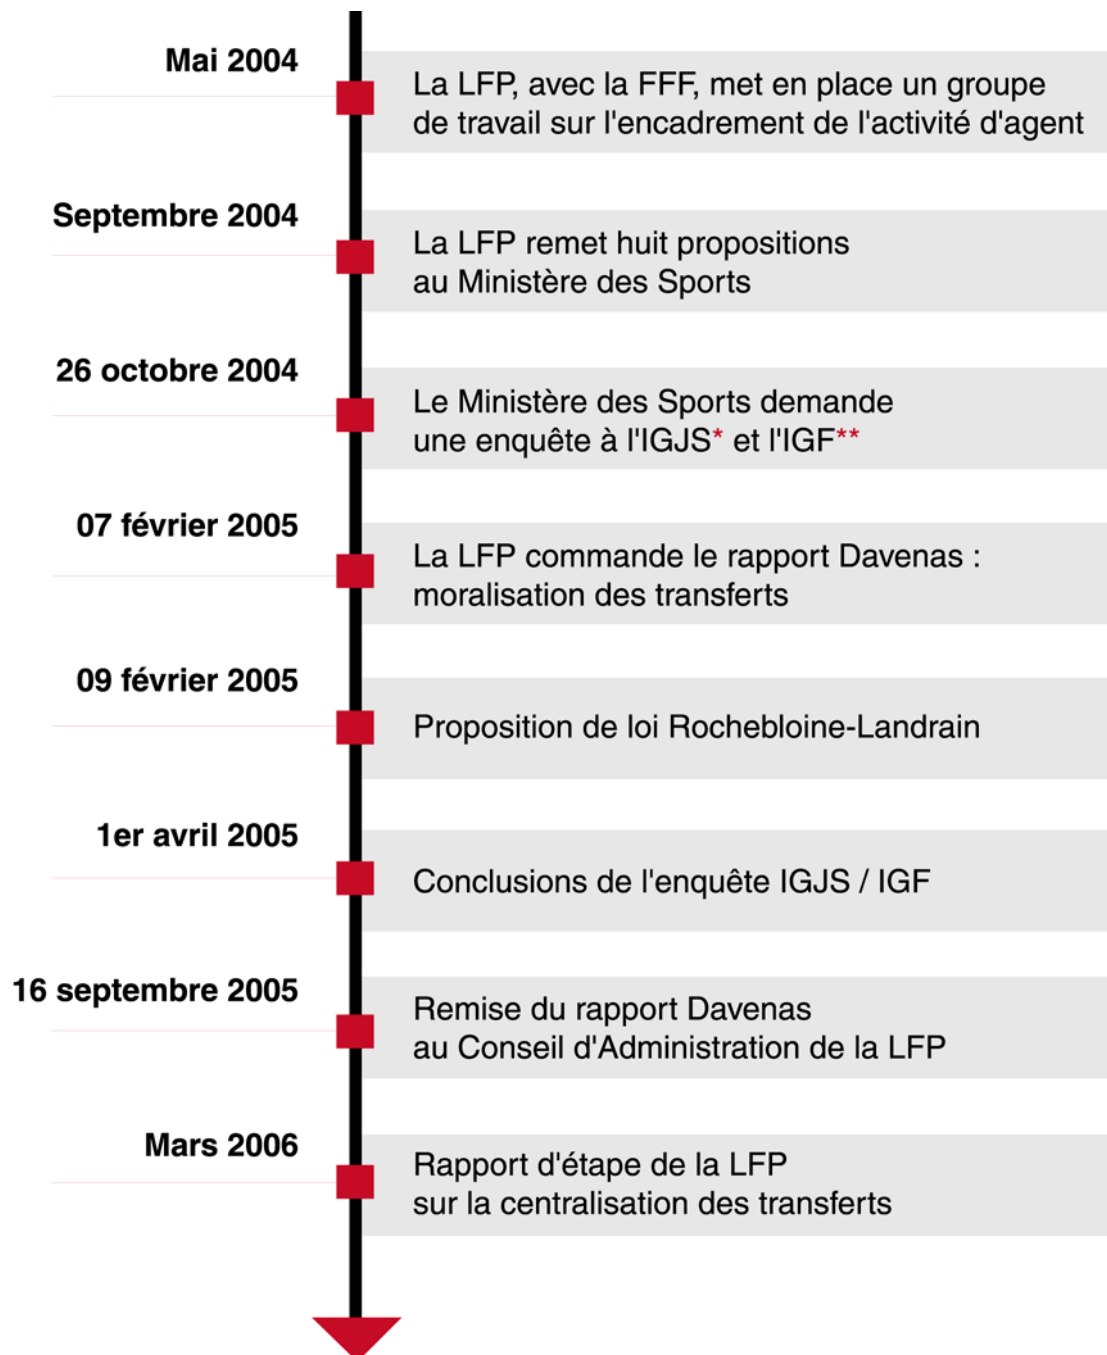 Mai 2004
La LFP, avec la FFF, met en place un groupe
de travail sur l'encadrement de l'activité d'agent
Septembre 2004
La LFP remet huit propositions
au Ministère des Sports
26 octobre 2004
Le Ministère des Sports demande
une enquête à l'IGJS* et l'IGF**
07 février 2005
La LFP commande le rapport Davenas :
moralisation des transferts
09 février 2005
Proposition de loi Rochebloine-Landrain
1er avril 2005
Conclusions de l'enquête IGJS / IGF
16 septembre 2005
Remise du rapport Davenas
au Conseil d'Administration de la LFP
Mars 2006
Rapport d'étape de la LFP
sur la centralisation des transferts